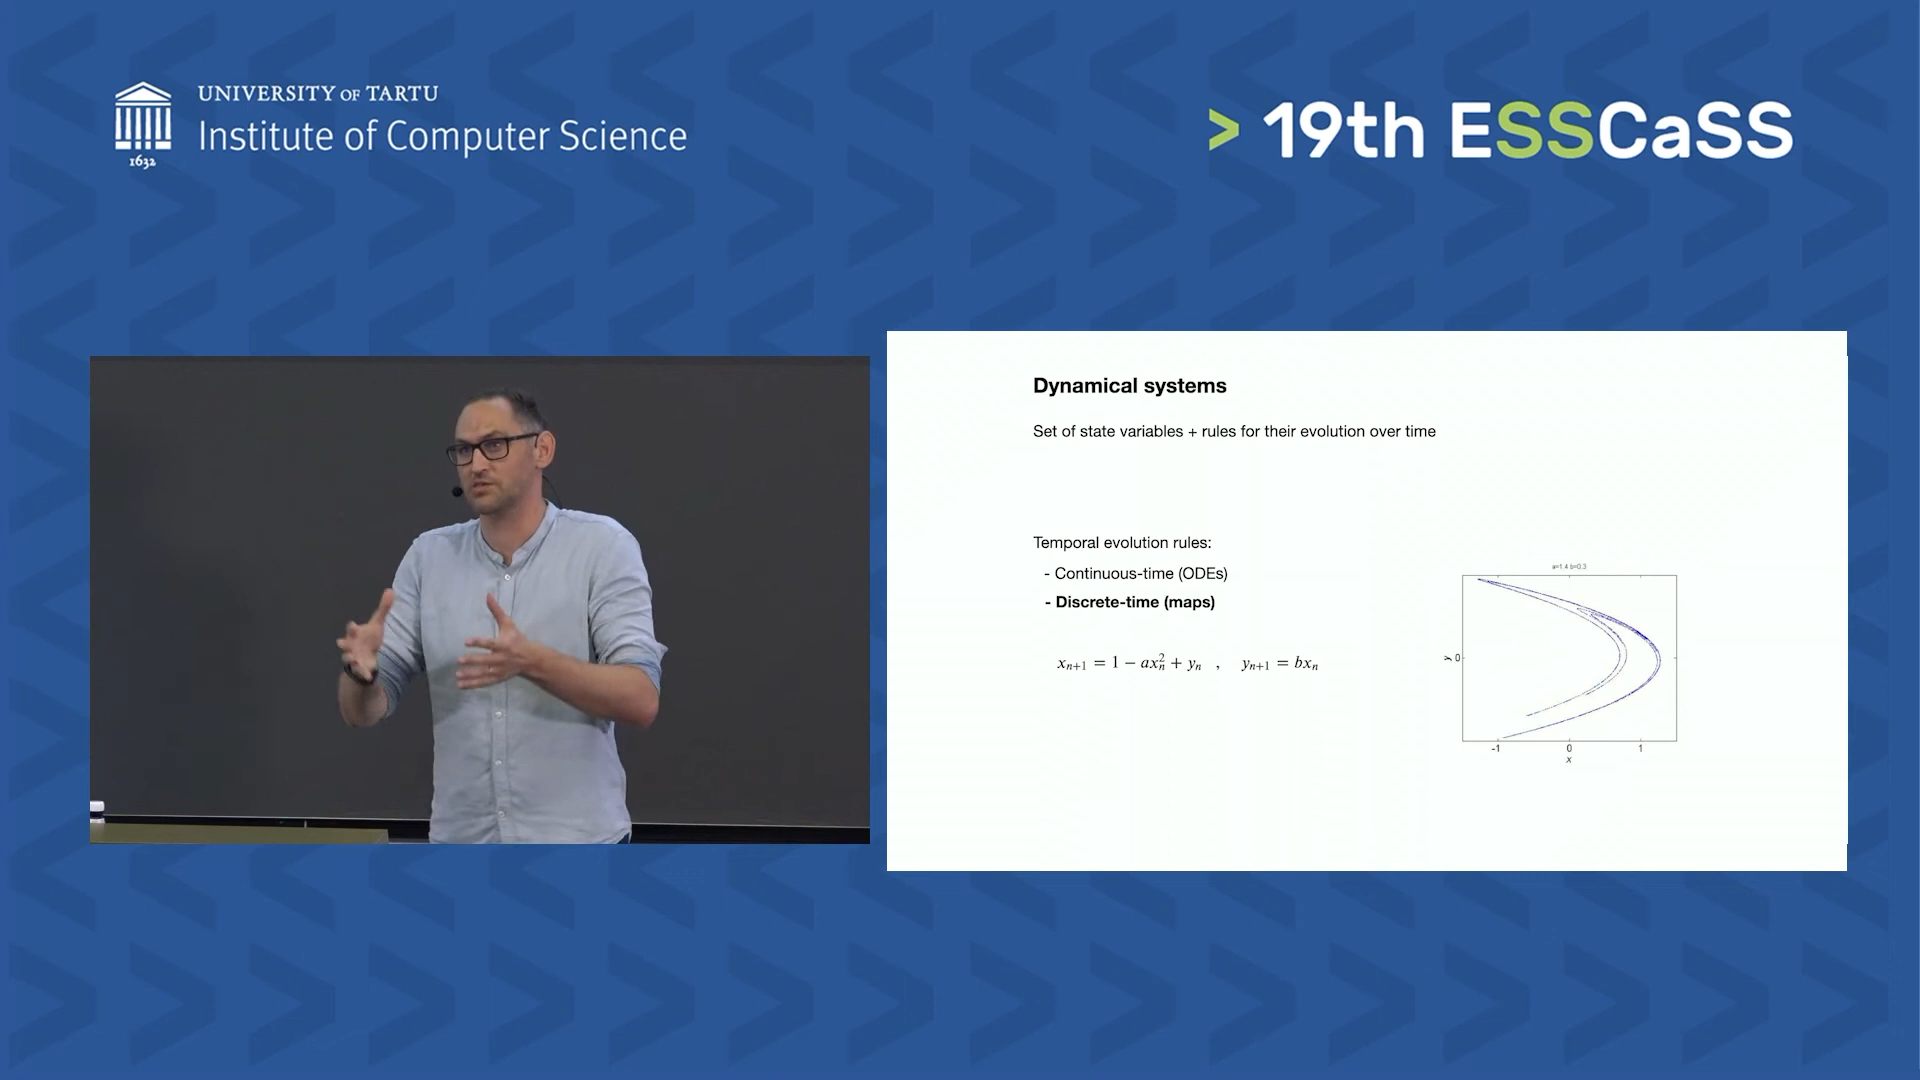 UNIVERSITY OF TARTU
Institute of Computer Science
1632
> 19th ESSCaSS
Dynamical systems
Set of state variables + rules for their evolution over time
Temporal evolution rules:
- Continuous-time (ODEs)
- Discrete-time (maps)
xₙ₊₁ = 1 − axₙ² + yₙ , yₙ₊₁ = bxₙ
a=1.4 b=0.3
y 0
-1 0 1
x